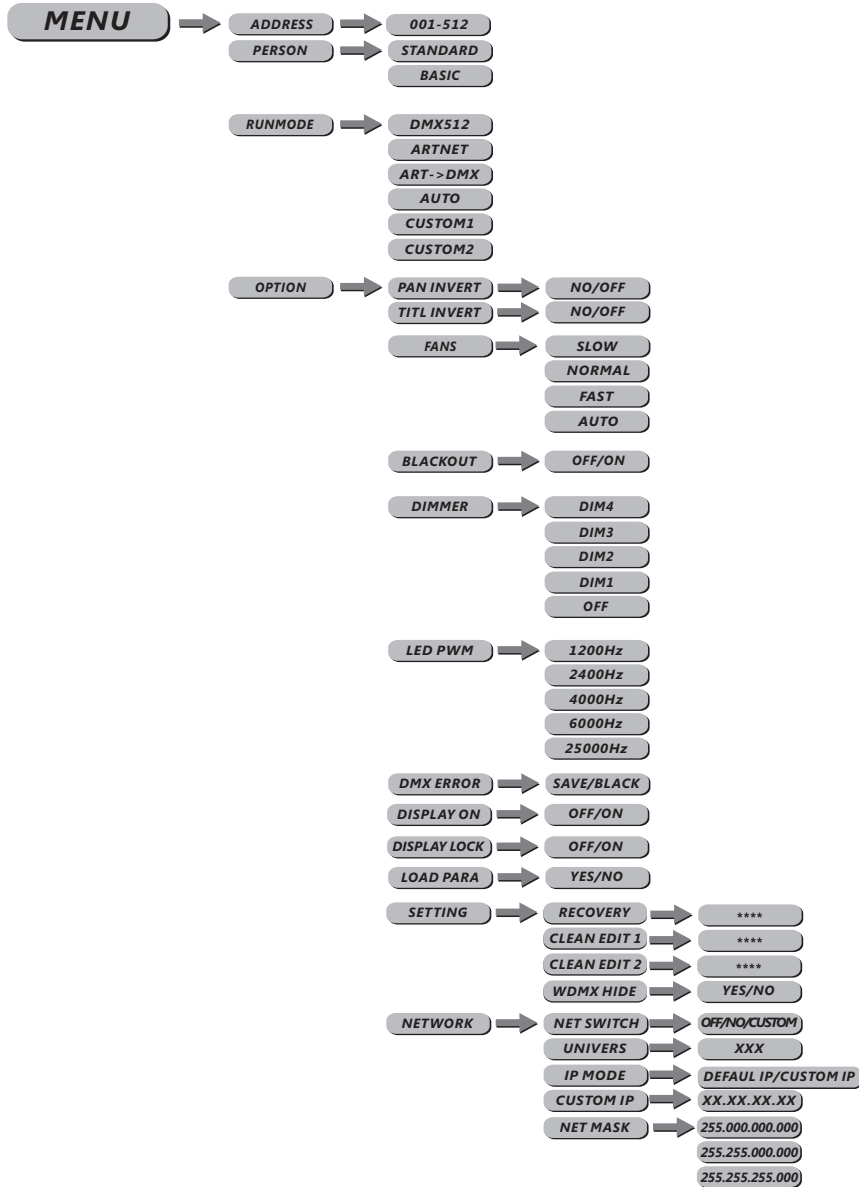 MENU
ADDRESS 001-512
PERSON STANDARD
BASIC
RUNMODE DMX512
ARTNET
ART->DMX
AUTO
CUSTOM1
CUSTOM2
OPTION PAN INVERT NO/OFF
TITL INVERT NO/OFF
FANS SLOW
NORMAL
FAST
AUTO
BLACKOUT OFF/ON
DIMMER DIM4
DIM3
DIM2
DIM1
OFF
LED PWM 1200Hz
2400Hz
4000Hz
6000Hz
25000Hz
DMX ERROR SAVE/BLACK
DISPLAY ON OFF/ON
DISPLAY LOCK OFF/ON
LOAD PARA YES/NO
SETTING RECOVERY ****
CLEAN EDIT 1 ****
CLEAN EDIT 2 ****
WDMX HIDE YES/NO
NETWORK NET SWITCH OFF/NO/CUSTOM
UNIVERS XXX
IP MODE DEFAUL IP/CUSTOM IP
CUSTOM IP XX.XX.XX.XX
NET MASK 255.000.000.000
255.255.000.000
255.255.255.000